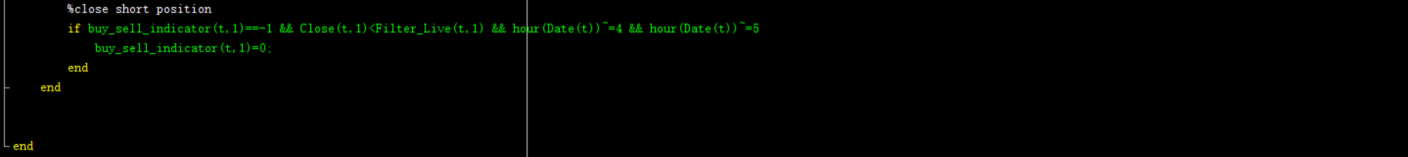 %close short position
if buy_sell_indicator(t,1)==-1 && Close(t,1)<Filter_Live(t,1) && hour(Date(t))~=4 && hour(Date(t))~=5
buy_sell_indicator(t,1)=0;
end
end
end